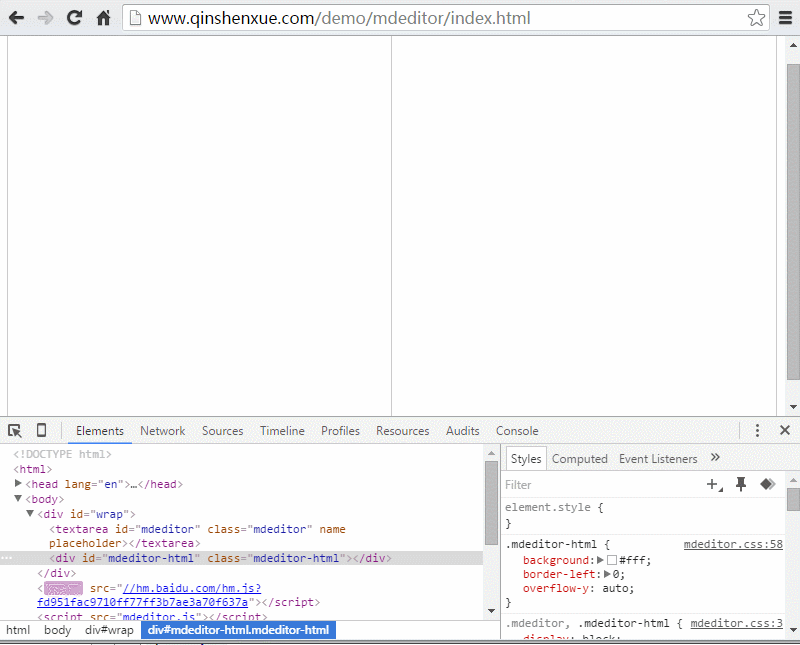 www.qinshenxue.com/demo/mdeditor/index.html
Elements Network Sources Timeline Profiles Resources Audits Console
<!DOCTYPE html>
<html>
<head lang="en">…</head>
<body>
<div id="wrap">
<textarea id="mdeditor" class="mdeditor" name
placeholder></textarea>
<div id="mdeditor-html" class="mdeditor-html"></div>
</div>
< src="//hm.baidu.com/hm.js?
fd951fac9710ff77ff3b7ae3a70f637a"></script>
<script src="mdeditor.js"></script>
html body div#wrap div#mdeditor-html.mdeditor-html
Styles Computed Event Listeners »
Filter
element.style {
}
.mdeditor-html { mdeditor.css:58
background: #fff;
border-left: 0;
overflow-y: auto;
}
.mdeditor, .mdeditor-html { mdeditor.css:3
display: block;